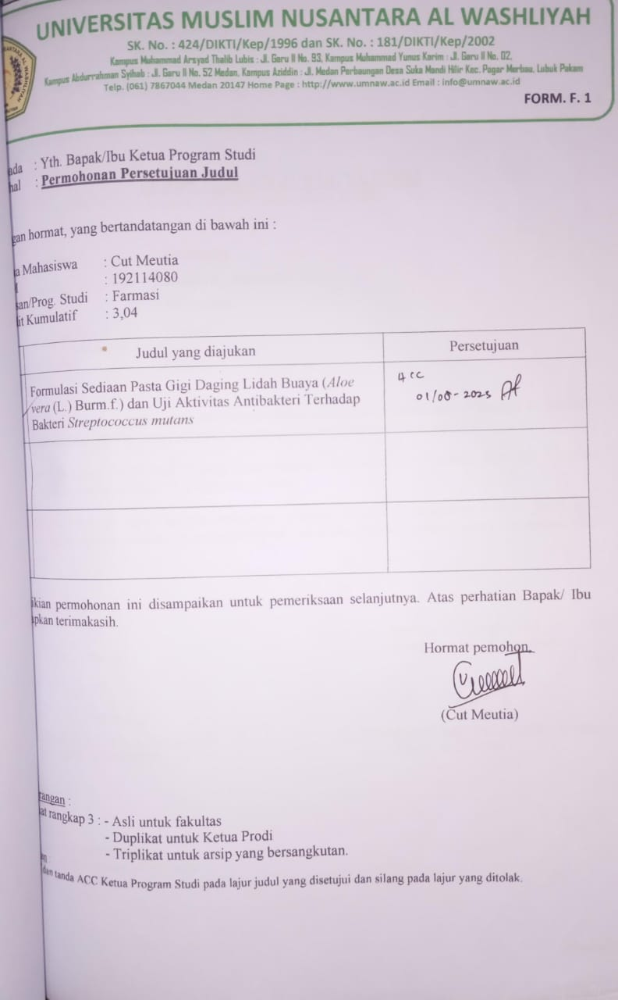 UNIVERSITAS MUSLIM NUSANTARA AL WASHLIYAH
SK. No. : 424/DIKTI/Kep/1996 dan SK. No. : 181/DIKTI/Kep/2002
Kampus Muhammad Arsyad Thalib Lubis : Jl. Garu II No. 93, Kampus Muhammad Yunus Karim : Jl. Garu II No. 02,
Kampus Abdurrahman Syihab : Jl. Garu II No. 52 Medan, Kampus Aziddin : Jl. Medan Perbaungan Desa Suka Mandi Hilir Kec. Pagar Merbau, Lubuk Pakam
Telp. (061) 7867044 Medan 20147 Home Page : http://www.umnaw.ac.id Email : info@umnaw.ac.id
FORM. F. 1
ada : Yth. Bapak/Ibu Ketua Program Studi
hal : Permohonan Persetujuan Judul
gan hormat, yang bertandatangan di bawah ini :
a Mahasiswa : Cut Meutia
: 192114080
san/Prog. Studi : Farmasi
it Kumulatif : 3,04
Judul yang diajukan Persetujuan
Formulasi Sediaan Pasta Gigi Daging Lidah Buaya (Aloe
vera (L.) Burm.f.) dan Uji Aktivitas Antibakteri Terhadap
Bakteri Streptococcus mutans
Acc
01/08-2025
ikian permohonan ini disampaikan untuk pemeriksaan selanjutnya. Atas perhatian Bapak/ Ibu
apkan terimakasih.
Hormat pemohon,
(Cut Meutia)
rangan :
at rangkap 3 : - Asli untuk fakultas
- Duplikat untuk Ketua Prodi
- Triplikat untuk arsip yang bersangkutan.
dan tanda ACC Ketua Program Studi pada lajur judul yang disetujui dan silang pada lajur yang ditolak.